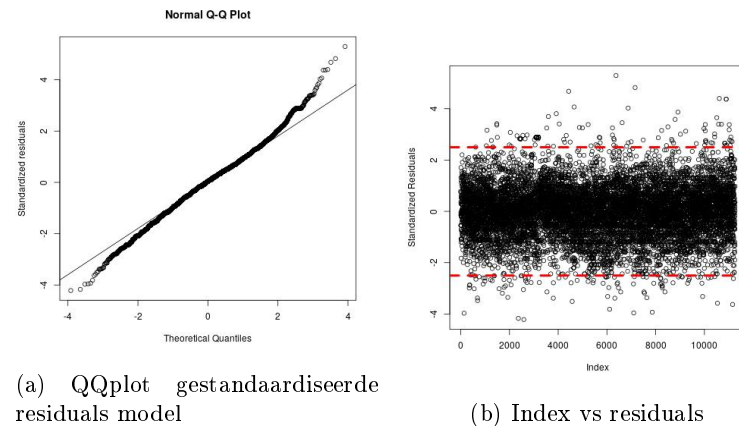 Normal Q-Q Plot
Standardized residuals
4
2
0
-2
-4
-4
-2
0
2
4
Theoretical Quantiles
(a) QQplot gestandaardiseerde
residuals model
Standardized Residuals
4
2
0
-2
-4
0
2000
4000
6000
8000
10000
Index
(b) Index vs residuals